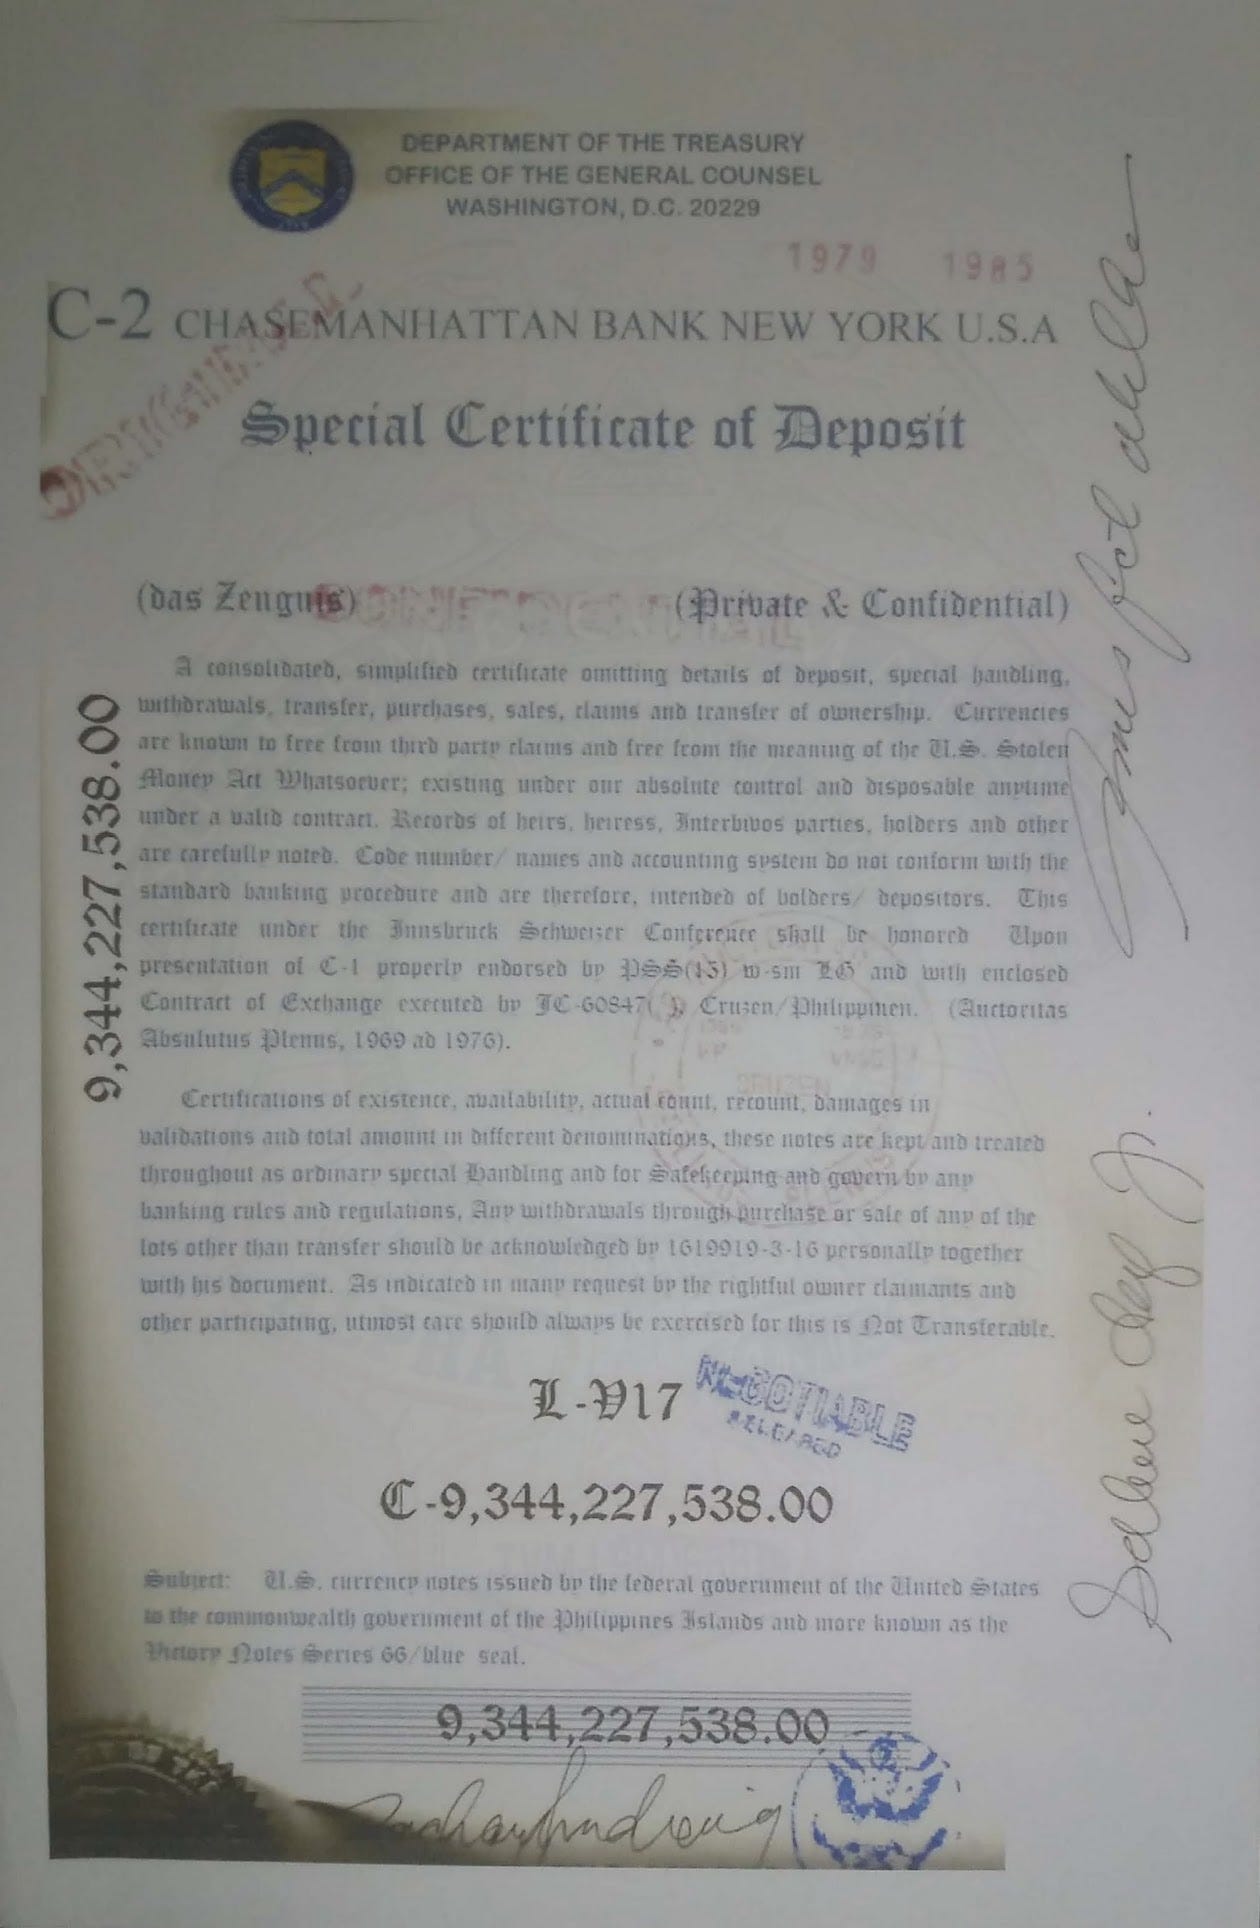 DEPARTMENT OF THE TREASURY
OFFICE OF THE GENERAL COUNSEL
WASHINGTON, D.C. 20229
1979 1985
C-2 CHASEMANHATTAN BANK NEW YORK U.S.A
Special Certificate of Deposit
(das Zenguis) (Private & Confidential)
CONFIDENTIAL
A consolidated, simplified certificate omitting details of deposit, special handling,
withdrawals, transfer, purchases, sales, claims and transfer of ownership. Currencies
are known to free from third party claims and free from the meaning of the U.S. Stolen
Money Act Whatsoever; existing under our absolute control and disposable anytime
under a valid contract. Records of heirs, heiress, Interbivos parties, holders and other
are carefully noted. Code number/ names and accounting system do not conform with the
standard banking procedure and are therefore, intended of holders/ depositors. This
certificate under the Innsbruck Schweizer Conference shall be honored Upon
presentation of C-1 properly endorsed by PSS(15) w-sm LG and with enclosed
Contract of Exchange executed by JC-60847( ), Cruzen/Philippinen. (Auctoritas
Absulutus Plenus, 1969 ad 1976).
CRUZEN
Certifications of existence, availability, actual count, recount, damages in
validations and total amount in different denominations, these notes are kept and treated
throughout as ordinary special Handling and for Safekeeping and govern by any
banking rules and regulations, Any withdrawals through purchase or sale of any of the
lots other than transfer should be acknowledged by 1619919-3-16 personally together
with his document. As indicated in many request by the rightful owner claimants and
other participating, utmost care should always be exercised for this is Not Transferable.
L-V17
NEGOTIABLE
RELEASED
C-9,344,227,538.00
Subject: U.S. currency notes issued by the federal government of the United States
to the commonwealth government of the Philippines Islands and more known as the
Victory Notes Series 66/blue seal.
9,344,227,538.00
9,344,227,538.00